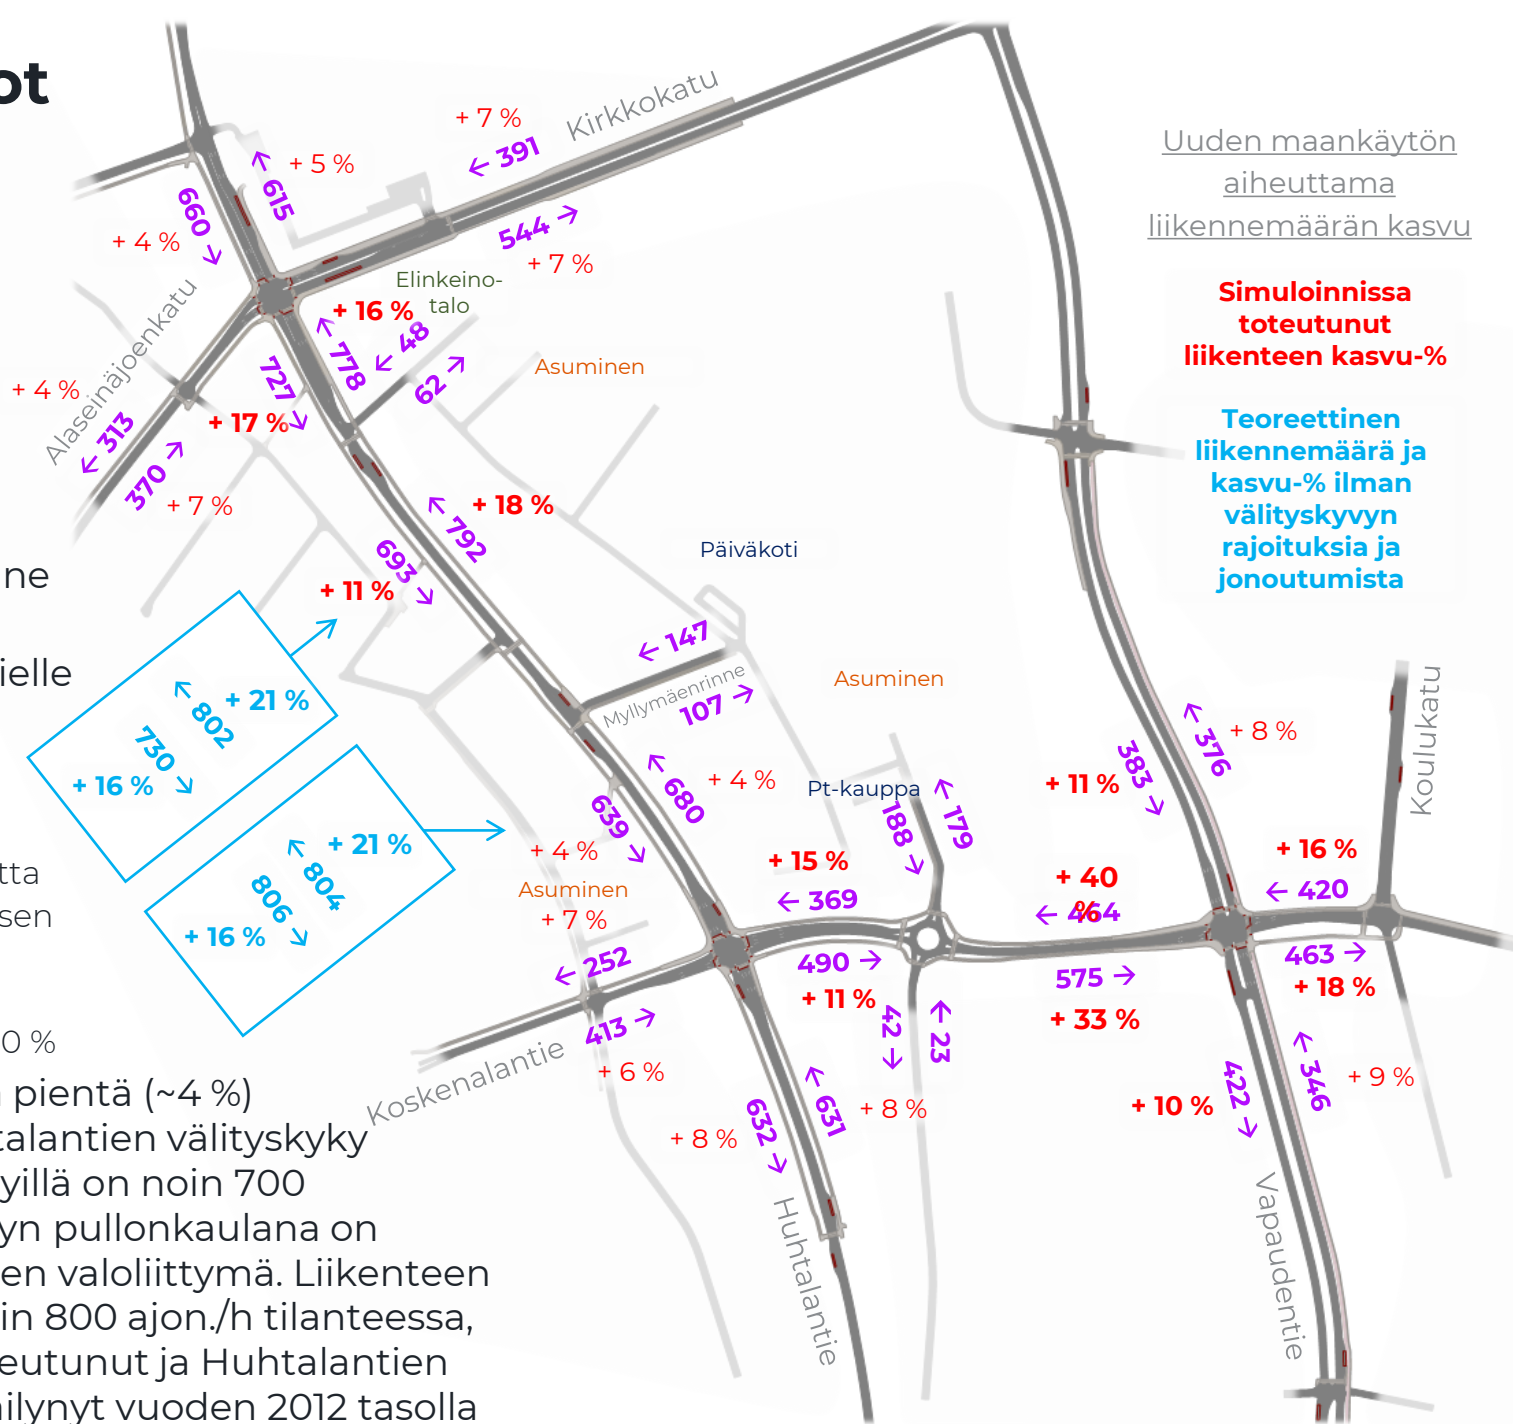 ot
+ 7 %
Kirkkokatu
← 391
+ 5 %
← 615
660 →
+ 4 %
544 →
+ 7 %
Uuden maankäytön
aiheuttama
liikennemäärän kasvu
Simuloinnissa
toteutunut
liikenteen kasvu-%
Teoreettinen
liikennemäärä ja
kasvu-% ilman
välityskyvyn
rajoituksia ja
jonoutumista
Elinkeino-
talo
+ 16 %
← 48
62 →
← 778
727 →
Asuminen
Alaseinäjoenkatu
+ 4 %
← 313
370 →
+ 17 %
+ 7 %
+ 18 %
← 792
693 →
+ 11 %
Päiväkoti
ne
ielle
← 147
Myllymäenrinne
107 →
Asuminen
← 802
+ 21 %
730 →
+ 16 %
← 804
+ 21 %
806 →
+ 16 %
← 680
+ 4 %
639 →
+ 4 %
Asuminen
+ 7 %
Pt-kauppa
188 →
← 179
+ 11 %
383 →
← 376
+ 8 %
Koulukatu
+ 15 %
← 369
+ 40
%
← 464
+ 16 %
← 420
490 →
+ 11 %
575 →
+ 33 %
463 →
+ 18 %
← 252
413 →
+ 6 %
Koskenalantie
42 →
← 23
632 →
← 631
+ 8 %
+ 8 %
Huhtalantie
+ 10 %
422 →
← 346
+ 9 %
Vapaudentie
tta
sen
0 %
pientä (~4 %)
talantien välityskyky
yillä on noin 700
yn pullonkaulana on
en valoliittymä. Liikenteen
in 800 ajon./h tilanteessa,
eutunut ja Huhtalantien
ilynyt vuoden 2012 tasolla